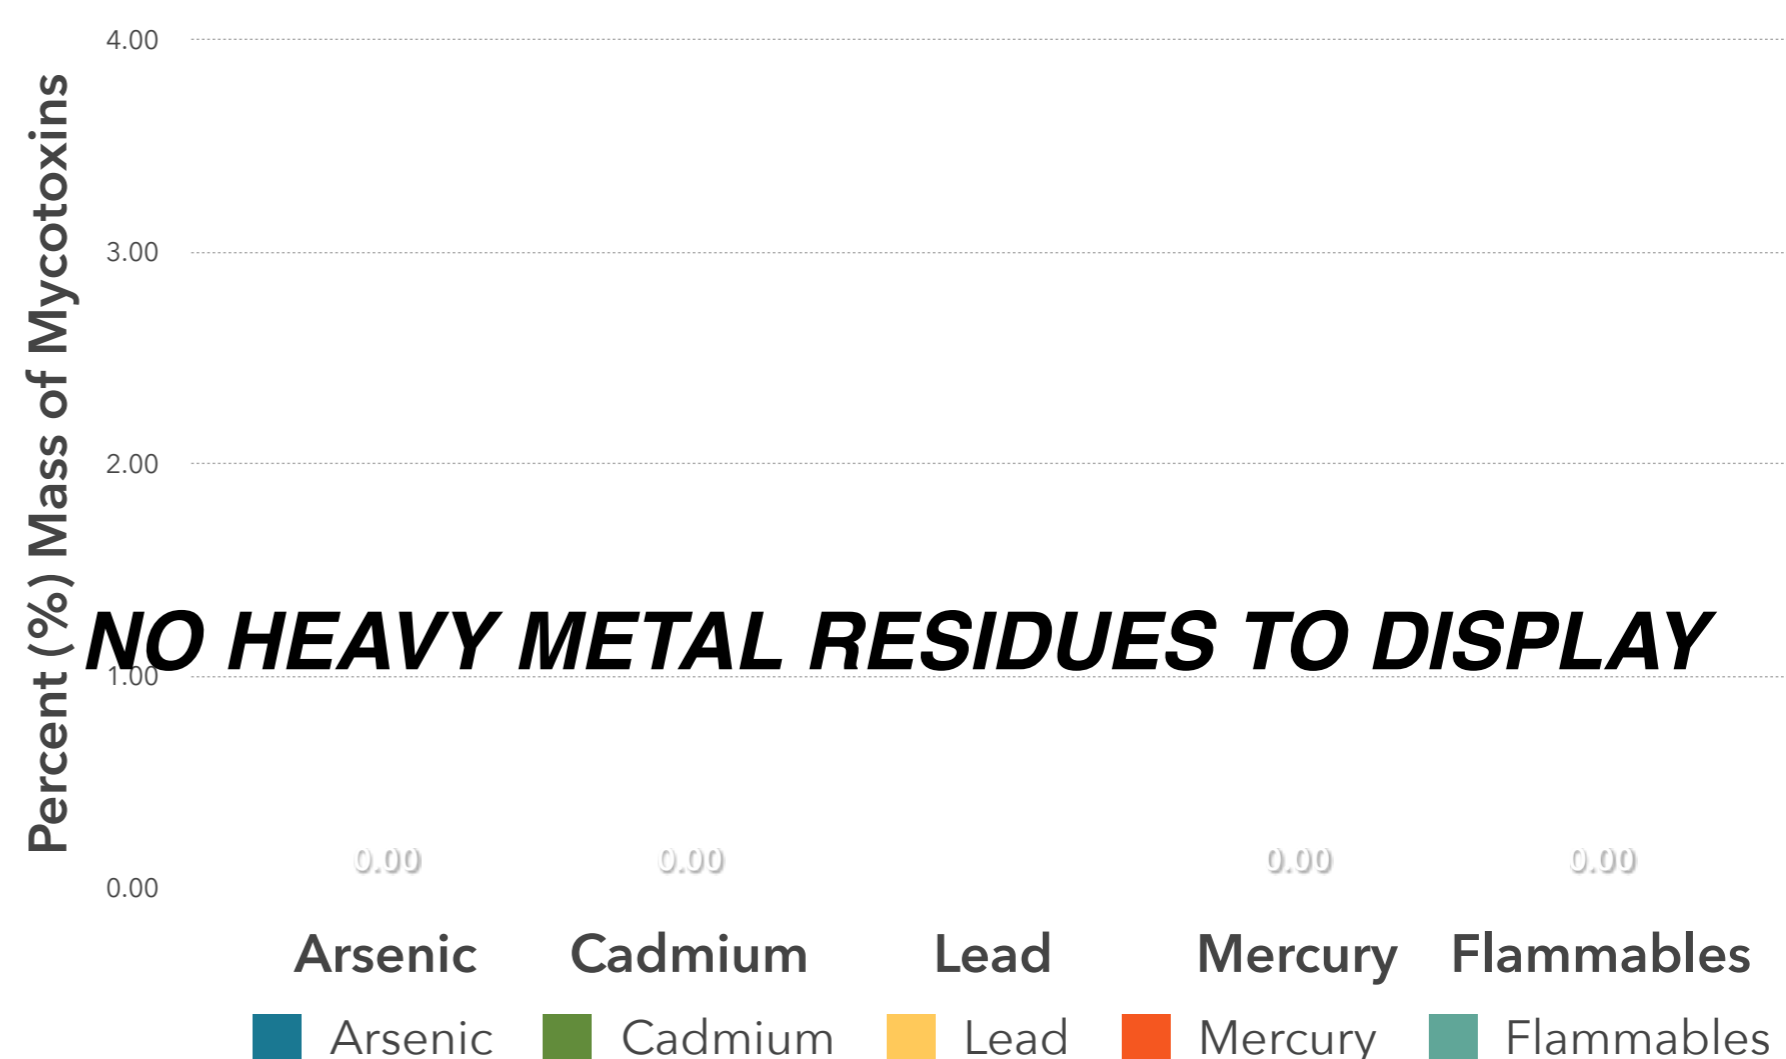 Percent (%) Mass of Mycotoxins
4.00
3.00
2.00
NO HEAVY METAL RESIDUES TO DISPLAY
1.00
0.00 0.00 0.00 0.00
0.00
Arsenic Cadmium Lead Mercury Flammables
Arsenic Cadmium Lead Mercury Flammables